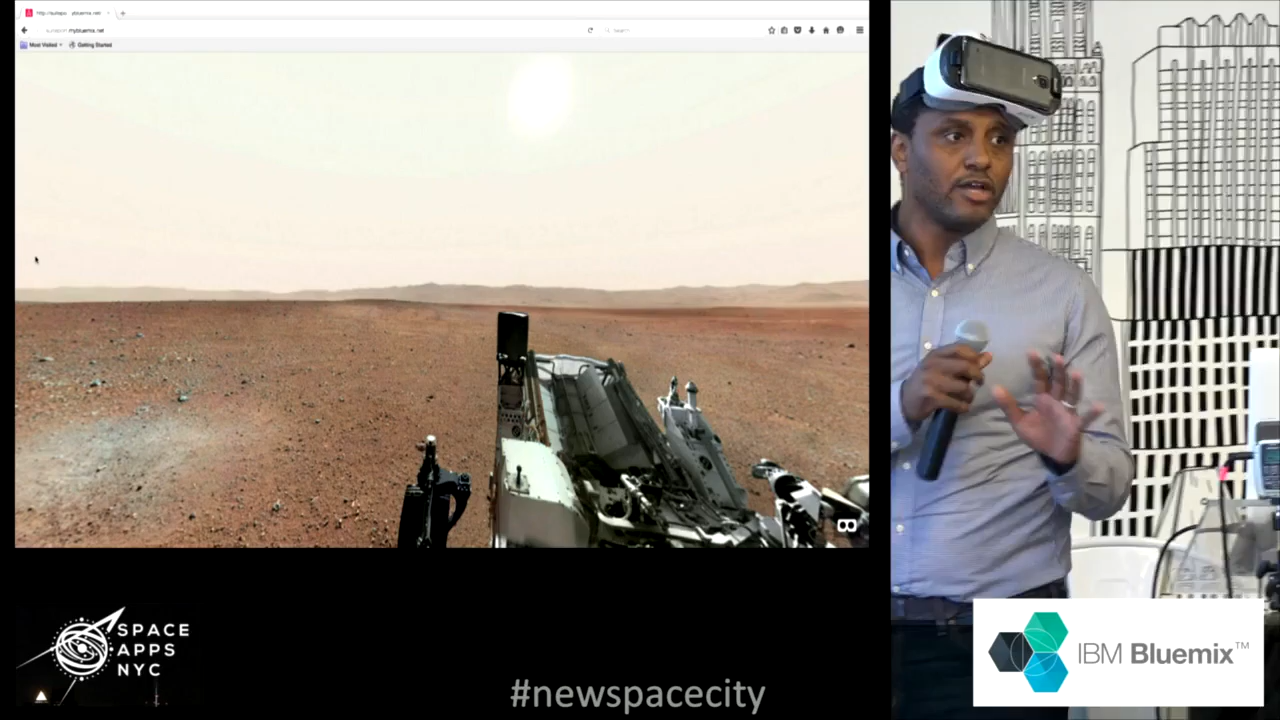 mybluemix.net
Most Visited
Getting Started
SPACE
APPS
NYC
#newspacecity
IBM Bluemix™